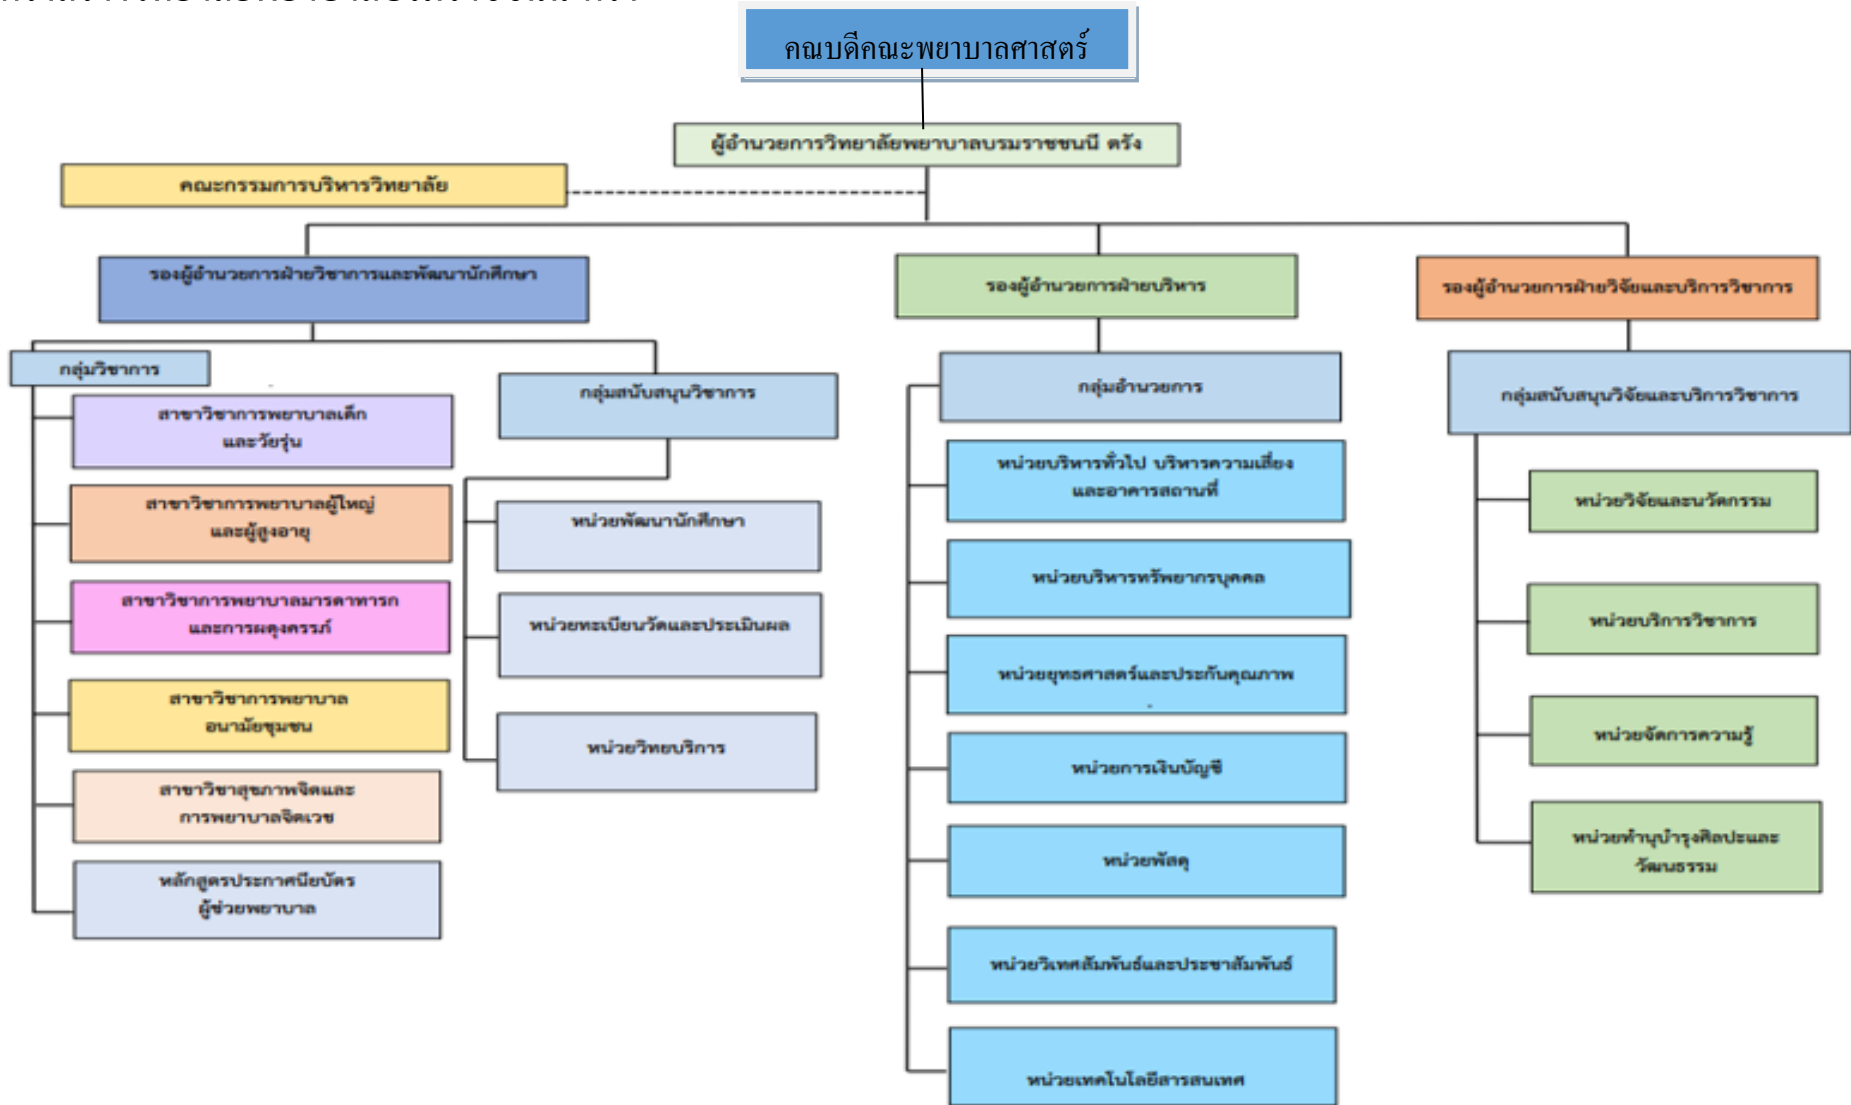 คณบดีคณะพยาบาลศาสตร์
ผู้อำนวยการวิทยาลัยพยาบาลบรมราชชนนี ตรัง
คณะกรรมการบริหารวิทยาลัย
รองผู้อำนวยการฝ่ายวิชาการและพัฒนานักศึกษา
รองผู้อำนวยการฝ่ายบริหาร
รองผู้อำนวยการฝ่ายวิจัยและบริการวิชาการ
กลุ่มวิชาการ
สาขาวิชาการพยาบาลเด็ก
และวัยรุ่น
สาขาวิชาการพยาบาลผู้ใหญ่
และผู้สูงอายุ
สาขาวิชาการพยาบาลมารดาทารก
และการผดุงครรภ์
สาขาวิชาการพยาบาล
อนามัยชุมชน
สาขาวิชาสุขภาพจิตและ
การพยาบาลจิตเวช
หลักสูตรประกาศนียบัตร
ผู้ช่วยพยาบาล
กลุ่มสนับสนุนวิชาการ
หน่วยพัฒนานักศึกษา
หน่วยทะเบียนวัดและประเมินผล
หน่วยวิทยบริการ
กลุ่มอำนวยการ
หน่วยบริหารทั่วไป บริหารความเสี่ยง
และอาคารสถานที่
หน่วยบริหารทรัพยากรบุคคล
หน่วยยุทธศาสตร์และประกันคุณภาพ
หน่วยการเงินบัญชี
หน่วยพัสดุ
หน่วยวิเทศสัมพันธ์และประชาสัมพันธ์
หน่วยเทคโนโลยีสารสนเทศ
กลุ่มสนับสนุนวิจัยและบริการวิชาการ
หน่วยวิจัยและนวัตกรรม
หน่วยบริการวิชาการ
หน่วยจัดการความรู้
หน่วยทำนุบำรุงศิลปะและ
วัฒนธรรม